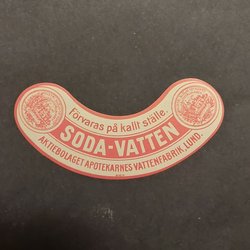 Förvaras på kallt ställe.
SODA-VATTEN
AKTIEBOLAGET APOTEKARNES VATTENFABRIK, LUND.